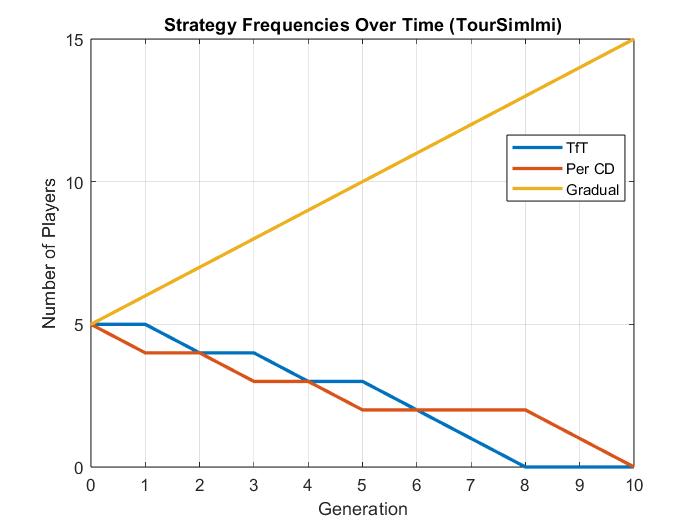 Strategy Frequencies Over Time (TourSimImi)
15
10
5
0
Number of Players
TfT
Per CD
Gradual
0 1 2 3 4 5 6 7 8 9 10
Generation